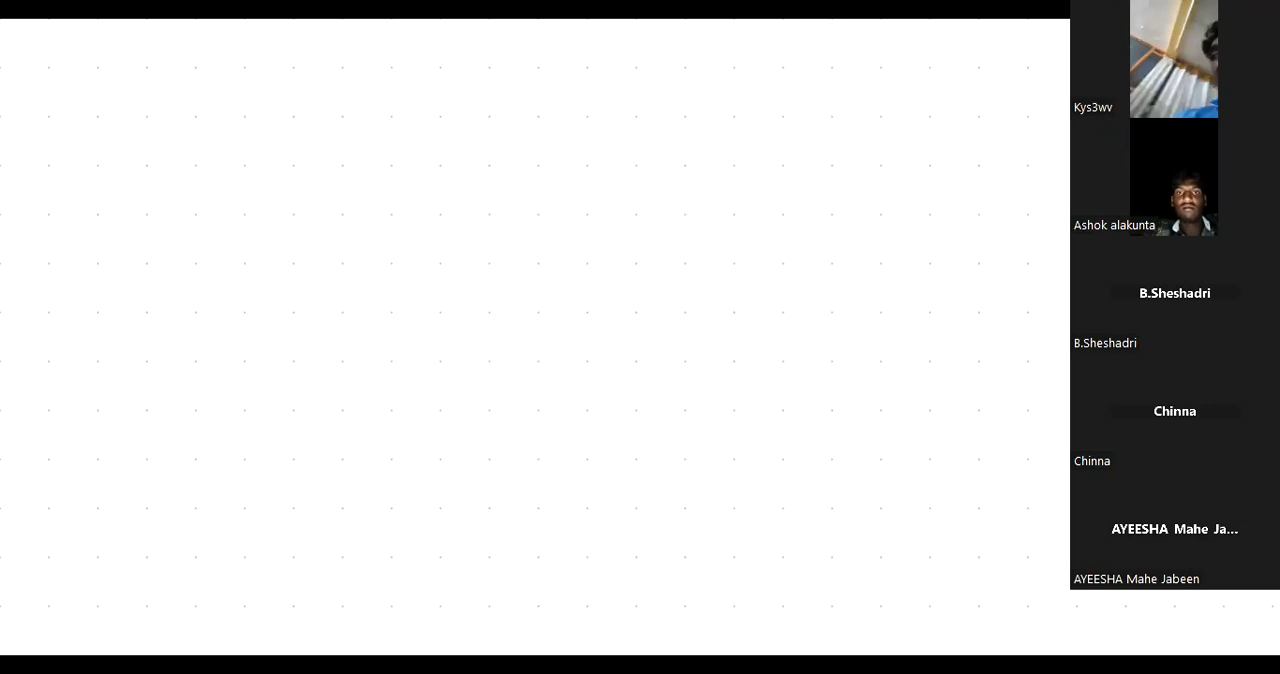 Kys3wv
Ashok alakunta
B.Sheshadri
B.Sheshadri
Chinna
Chinna
AYEESHA Mahe Ja...
AYEESHA Mahe Jabeen